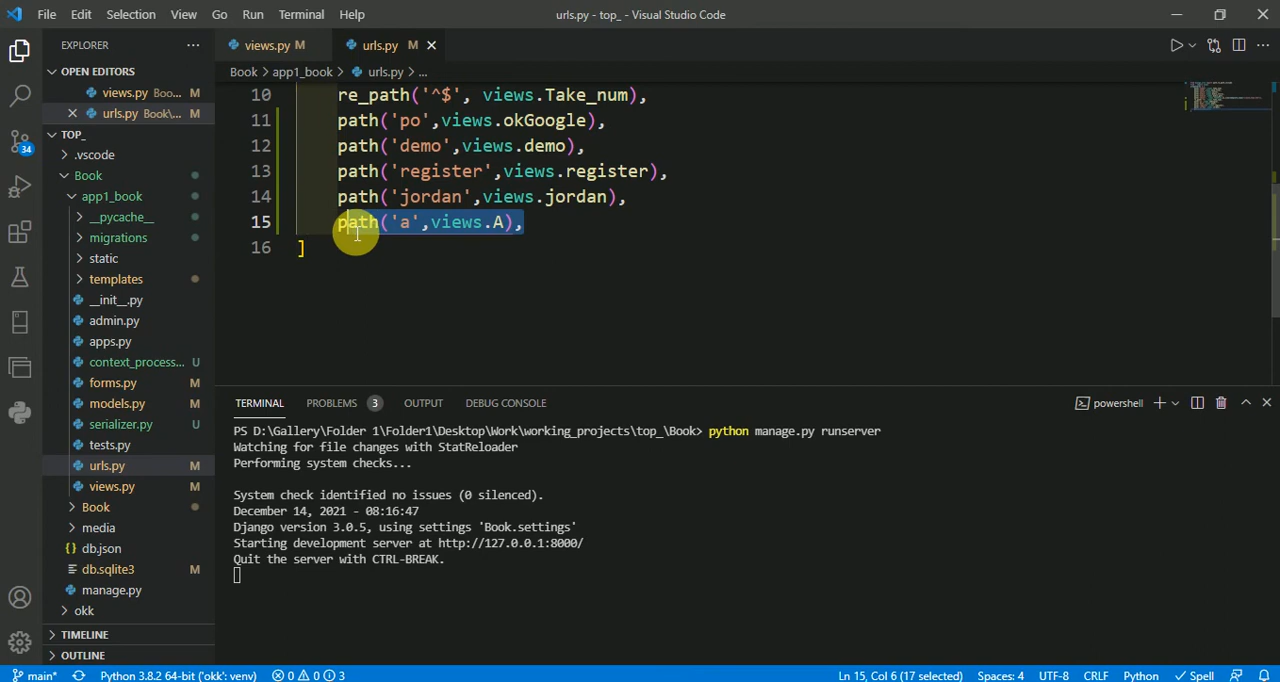 File Edit Selection View Go Run Terminal Help
urls.py - top_ - Visual Studio Code
EXPLORER
views.py M
urls.py M
OPEN EDITORS
views.py Boo... M
urls.py Book\... M
TOP_
.vscode
Book
app1_book
__pycache__
migrations
static
templates
__init__.py
admin.py
apps.py
context_process... U
forms.py M
models.py M
serializer.py U
tests.py
urls.py M
views.py M
Book
media
db.json
db.sqlite3 M
manage.py
okk
TIMELINE
OUTLINE
34
Book > app1_book > urls.py > ...
10 re_path('^$', views.Take_num),
11 path('po',views.okGoogle),
12 path('demo',views.demo),
13 path('register',views.register),
14 path('jordan',views.jordan),
15 path('a',views.A),
16 ]
TERMINAL PROBLEMS 3 OUTPUT DEBUG CONSOLE
powershell
PS D:\Gallery\Folder 1\Folder1\Desktop\Work\working_projects\top_\Book> python manage.py runserver
Watching for file changes with StatReloader
Performing system checks...
System check identified no issues (0 silenced).
December 14, 2021 - 08:16:47
Django version 3.0.5, using settings 'Book.settings'
Starting development server at http://127.0.0.1:8000/
Quit the server with CTRL-BREAK.
main* Python 3.8.2 64-bit ('okk': venv) 0 0 3
Ln 15, Col 6 (17 selected) Spaces: 4 UTF-8 CRLF Python Spell